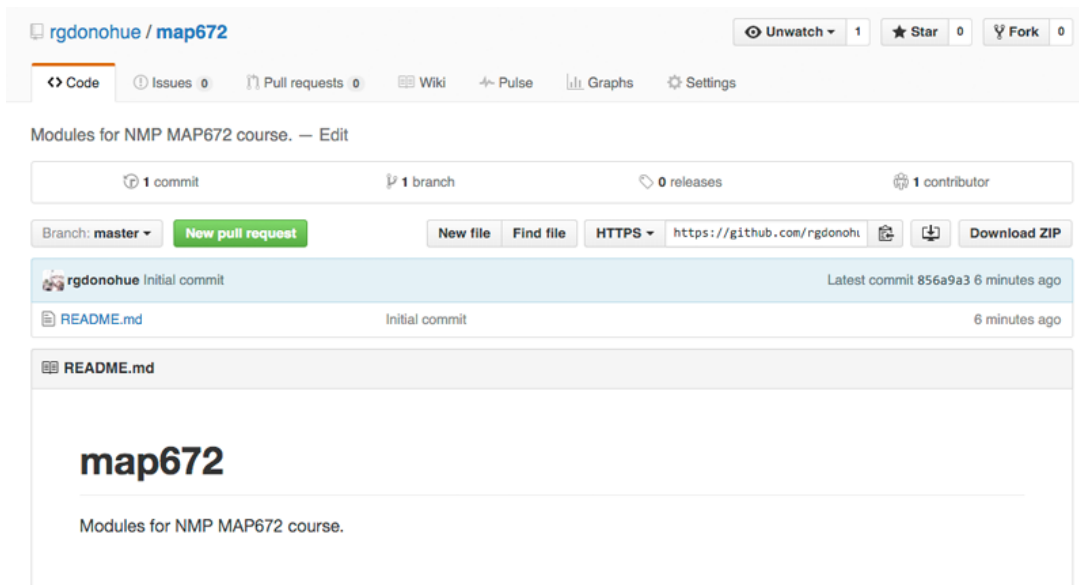 rgdonohue / map672 Unwatch 1 Star 0 Fork 0
Code Issues 0 Pull requests 0 Wiki Pulse Graphs Settings
Modules for NMP MAP672 course. — Edit
1 commit 1 branch 0 releases 1 contributor
Branch: master New pull request New file Find file HTTPS https://github.com/rgdonohu Download ZIP
rgdonohue Initial commit Latest commit 856a9a3 6 minutes ago
README.md Initial commit 6 minutes ago
README.md
map672
Modules for NMP MAP672 course.